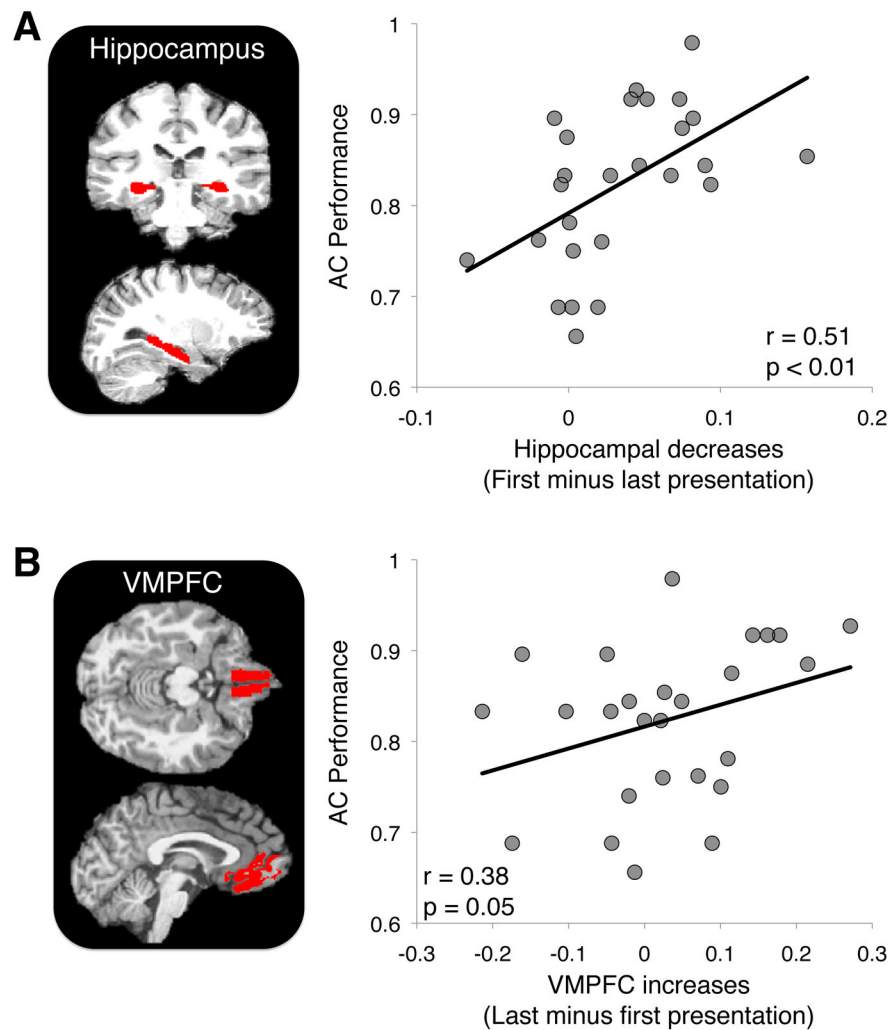 A
Hippocampus
1
0.9
0.8
0.7
0.6
AC Performance
-0.1
0
0.1
0.2
r = 0.51
p < 0.01
Hippocampal decreases
(First minus last presentation)
B
VMPFC
1
0.9
0.8
0.7
0.6
AC Performance
r = 0.38
p = 0.05
-0.3
-0.2
-0.1
0
0.1
0.2
0.3
VMPFC increases
(Last minus first presentation)